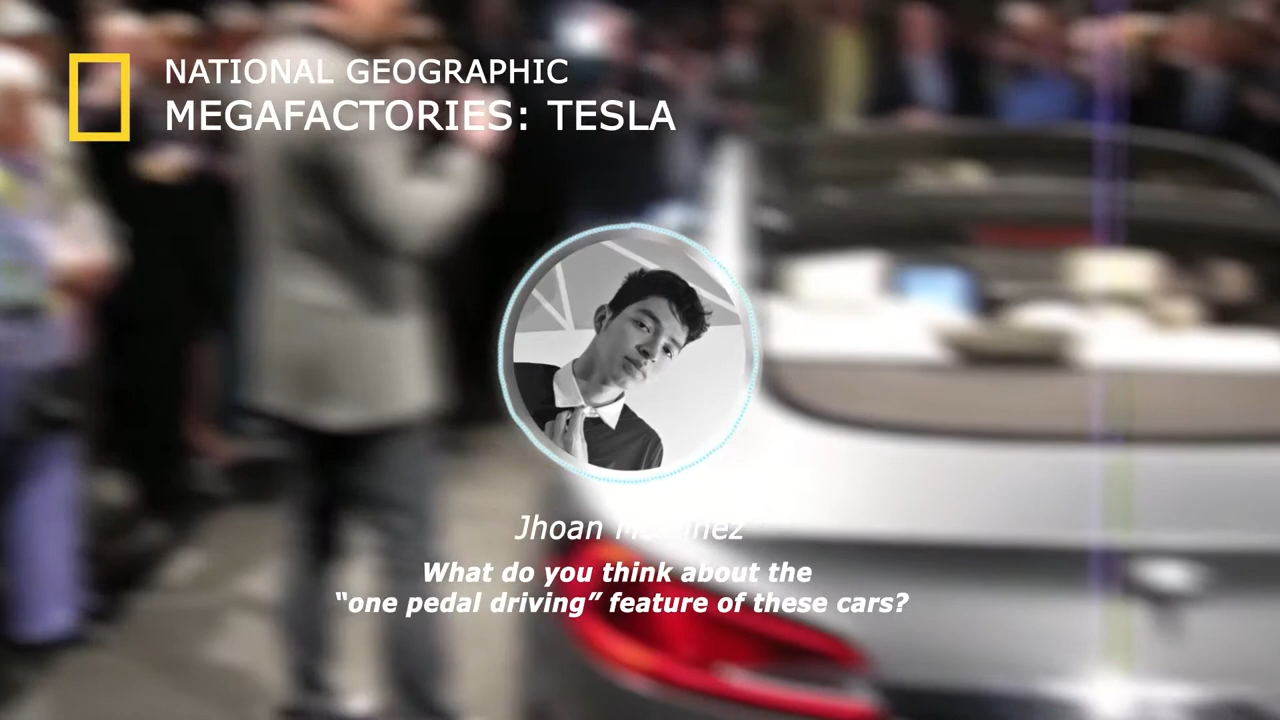 NATIONAL GEOGRAPHIC
MEGAFACTORIES: TESLA
Jhoan
What do you think about the
“one pedal driving” feature of these cars?